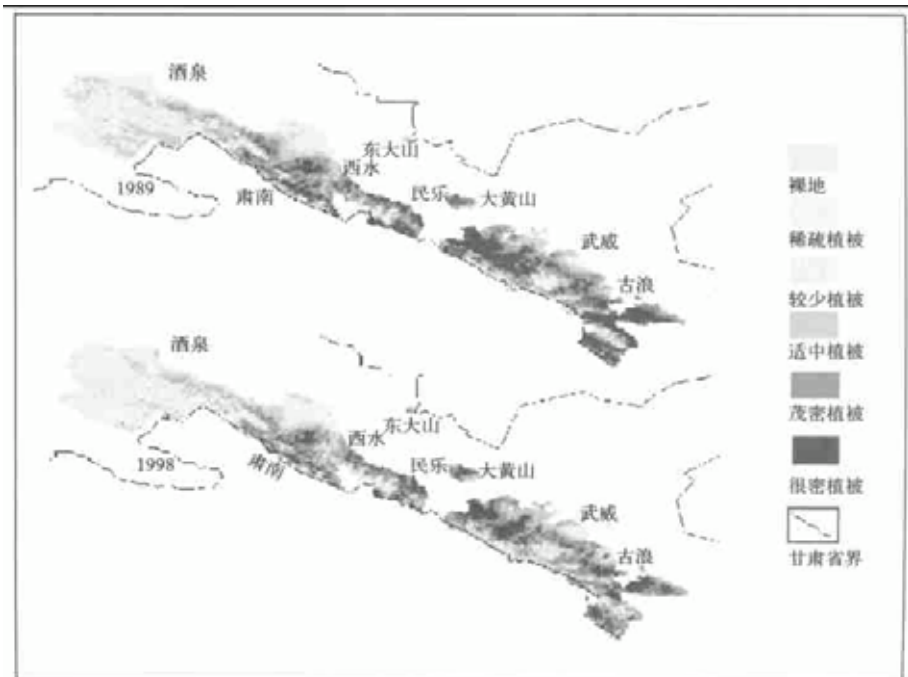 酒泉
东大山
西水
1989
肃南
民乐
大黄山
武威
古浪
酒泉
东大山
西水
1998
肃南
民乐
大黄山
武威
古浪
裸地
稀疏植被
较少植被
适中植被
茂密植被
很密植被
甘肃省界